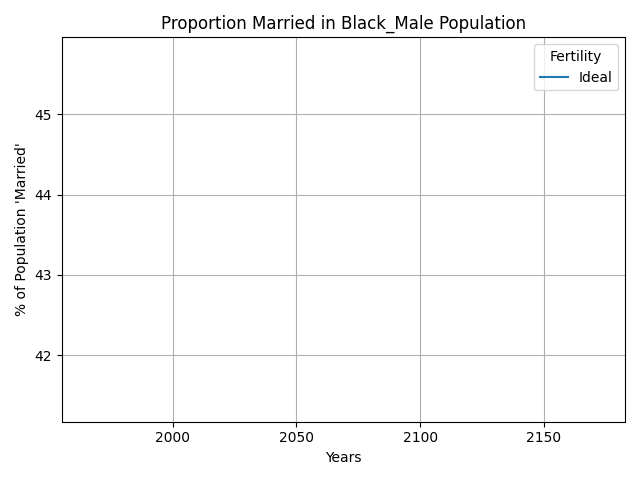 Proportion Married in Black_Male Population
Fertility
Ideal
% of Population 'Married'
45
44
43
42
2000
2050
2100
2150
Years